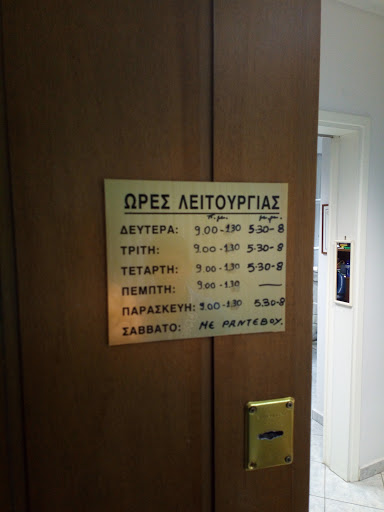 ΩΡΕΣ ΛΕΙΤΟΥΡΓΙΑΣ
π.μ. μ.μ.
ΔΕΥΤΕΡΑ: 9.00-1.30 5.30-8
ΤΡΙΤΗ: 9.00-1.30 5.30-8
ΤΕΤΑΡΤΗ: 9.00-1.30 5.30-8
ΠΕΜΠΤΗ: 9.00-1.30 —
ΠΑΡΑΣΚΕΥΗ: 9.00-1.30 5.30-8
ΣΑΒΒΑΤΟ: ΜΕ ΡΑΝΤΕΒΟΥ.